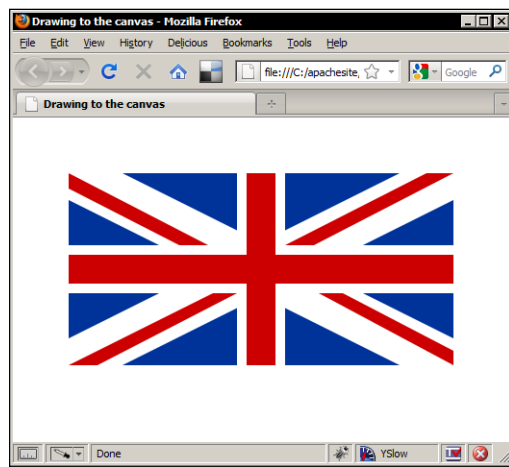 Drawing to the canvas - Mozilla Firefox
File Edit View History Delicious Bookmarks Tools Help
file:///C:/apachesite, Google
Drawing to the canvas
Done YSlow